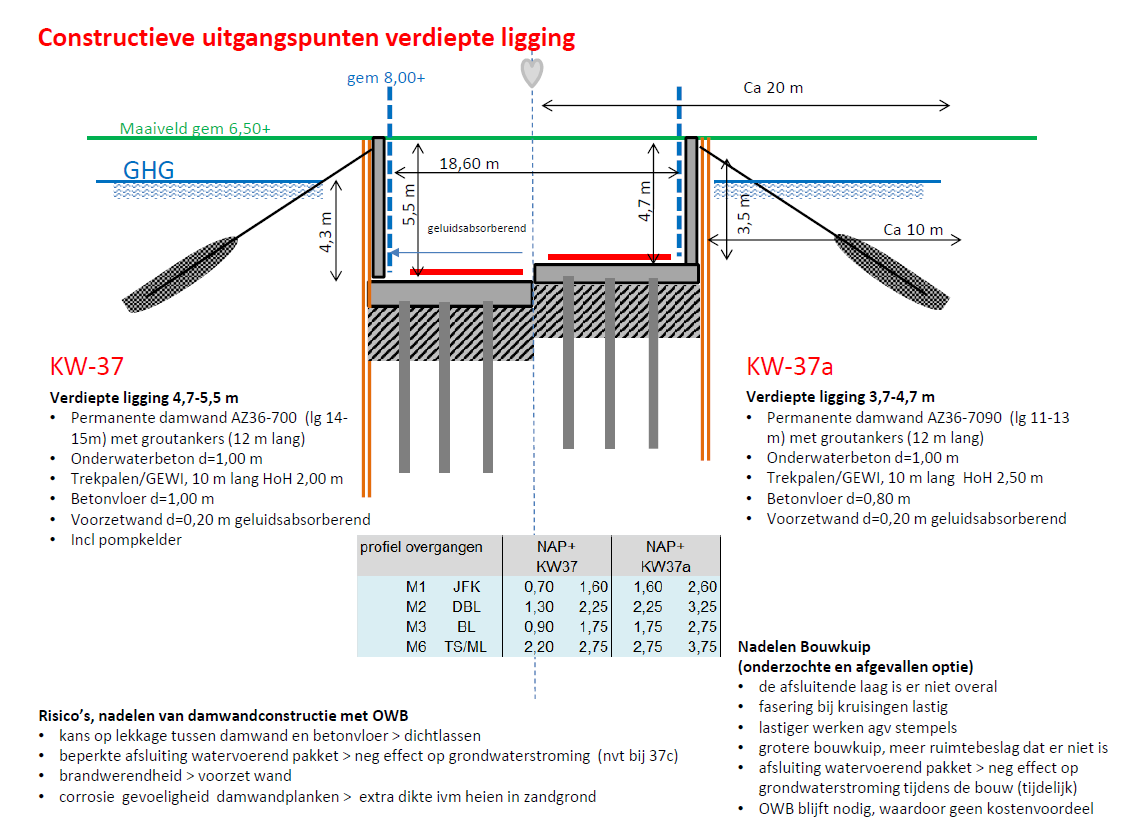 Constructieve uitgangspunten verdiepte ligging
gem 8,00+
Ca 20 m
Maaiveld gem 6,50+
GHG
18,60 m
5,5 m
4,7 m
4,3 m
3,5 m
geluidsabsorberend
Ca 10 m
KW-37
Verdiepte ligging 4,7-5,5 m
• Permanente damwand AZ36-700 (lg 14-
15m) met groutankers (12 m lang)
• Onderwaterbeton d=1,00 m
• Trekpalen/GEWI, 10 m lang HoH 2,00 m
• Betonvloer d=1,00 m
• Voorzetwand d=0,20 m geluidsabsorberend
• Incl pompkelder
KW-37a
Verdiepte ligging 3,7-4,7 m
• Permanente damwand AZ36-7090 (lg 11-13
m) met groutankers (12 m lang)
• Onderwaterbeton d=1,00 m
• Trekpalen/GEWI, 10 m lang HoH 2,50 m
• Betonvloer d=0,80 m
• Voorzetwand d=0,20 m geluidsabsorberend
profiel overgangen NAP+ NAP+
KW37 KW37a
M1 JFK 0,70 1,60 1,60 2,60
M2 DBL 1,30 2,25 2,25 3,25
M3 BL 0,90 1,75 1,75 2,75
M6 TS/ML 2,20 2,75 2,75 3,75
Risico's, nadelen van damwandconstructie met OWB
• kans op lekkage tussen damwand en betonvloer > dichtlassen
• beperkte afsluiting watervoerend pakket > neg effect op grondwaterstroming (nvt bij 37c)
• brandwerendheid > voorzet wand
• corrosie gevoeligheid damwandplanken > extra dikte ivm heien in zandgrond
Nadelen Bouwkuip
(onderzochte en afgevallen optie)
• de afsluitende laag is er niet overal
• fasering bij kruisingen lastig
• lastiger werken agv stempels
• grotere bouwkuip, meer ruimtebeslag dat er niet is
• afsluiting watervoerend pakket > neg effect op
grondwaterstroming tijdens de bouw (tijdelijk)
• OWB blijft nodig, waardoor geen kostenvoordeel